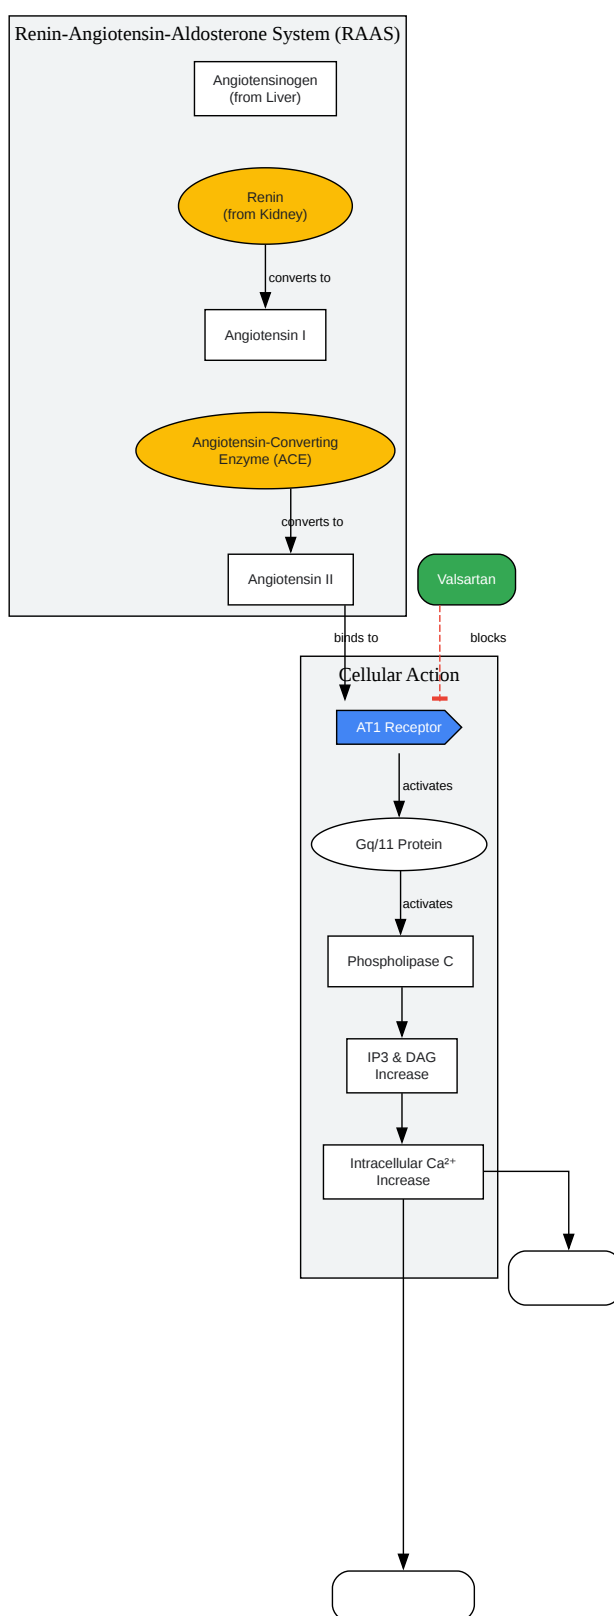 Renin-Angiotensin-Aldosterone System (RAAS)
Angiotensinogen
(from Liver)
Renin
(from Kidney)
converts to
Angiotensin I
Angiotensin-Converting
Enzyme (ACE)
converts to
Angiotensin II
Valsartan
binds to
blocks
Cellular Action
AT1 Receptor
activates
Gq/11 Protein
activates
Phospholipase C
IP3 & DAG
Increase
Intracellular Ca²⁺
Increase